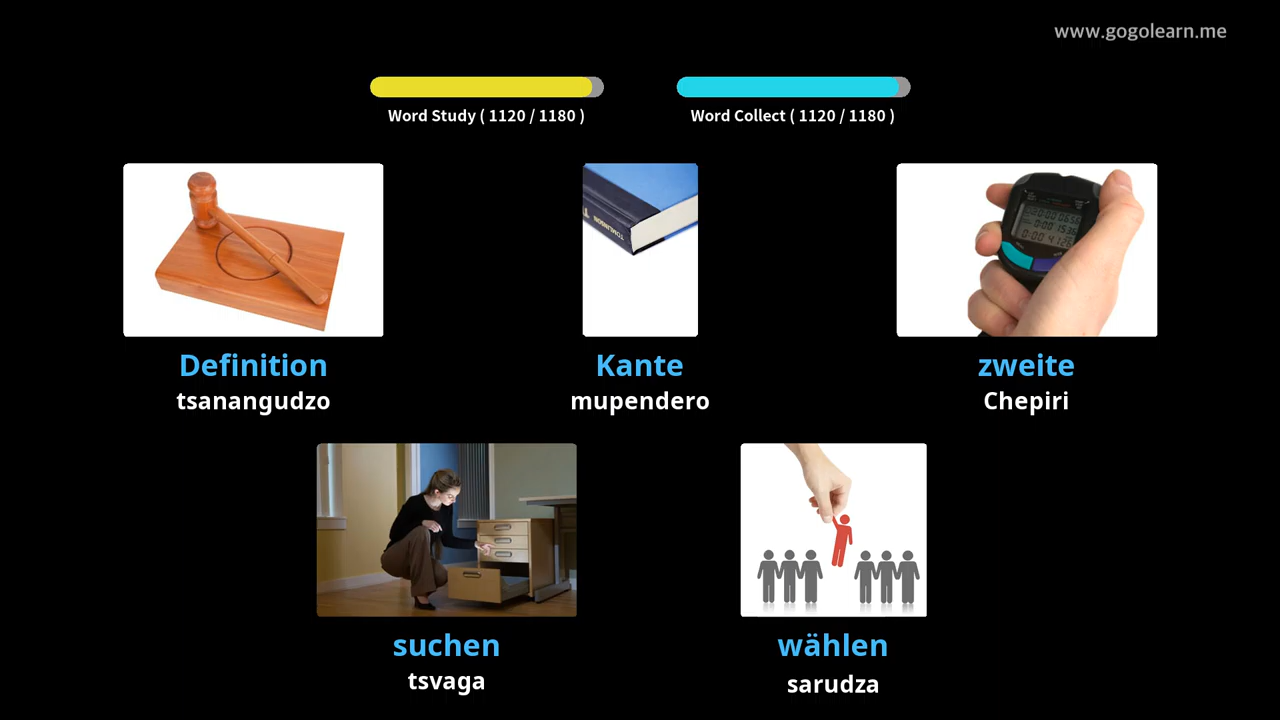 www.gogolearn.me
Word Study ( 1120 / 1180 )
Word Collect ( 1120 / 1180 )
TOMLINSON
Definition
tsanangudzo
Kante
mupendero
zweite
Chepiri
suchen
tsvaga
wählen
sarudza